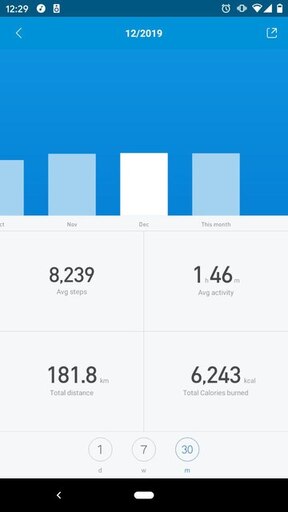 12:29
12/2019
ct Nov Dec This month
8,239 1 h 46 m
Avg steps Avg activity
181.8 km 6,243 kcal
Total distance Total Calories burned
1 7 30
d w m